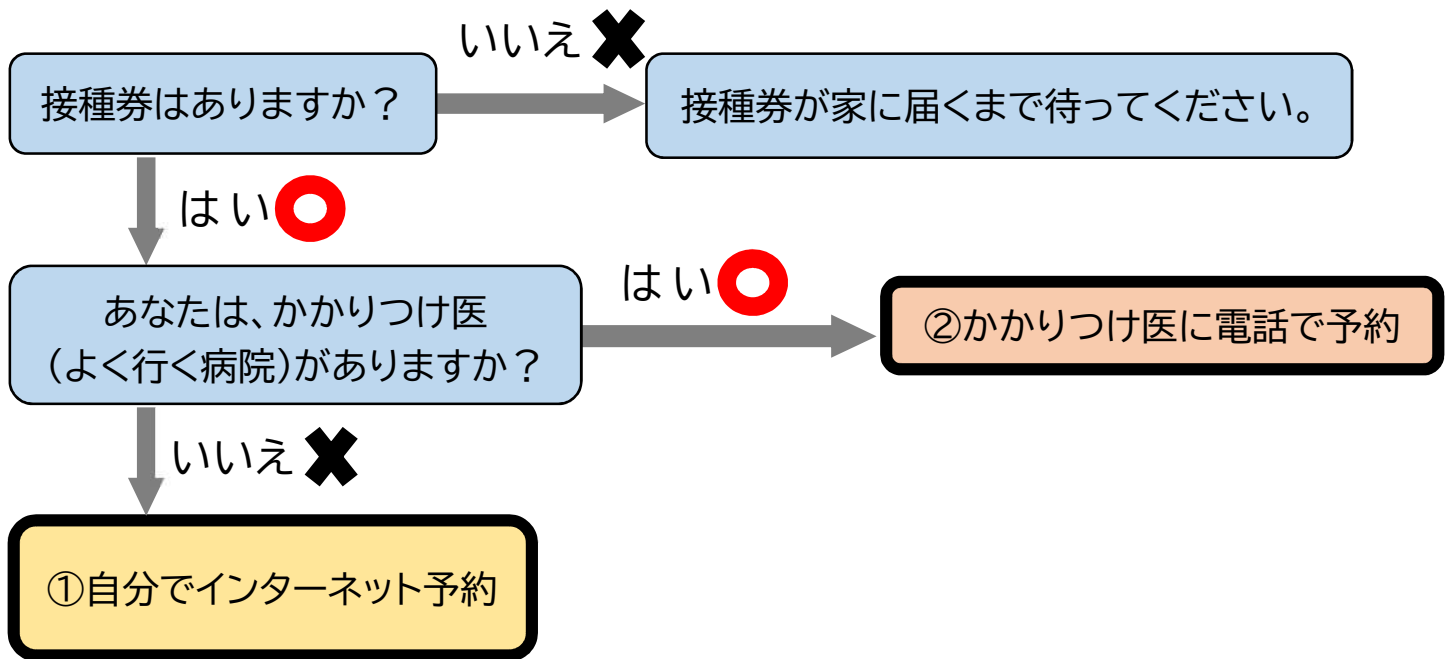 いいえ
接種券はありますか？
接種券が家に届くまで待ってください。
はい
あなたは、かかりつけ医
（よく行く病院）がありますか？
はい
②かかりつけ医に電話で予約
いいえ
①自分でインターネット予約